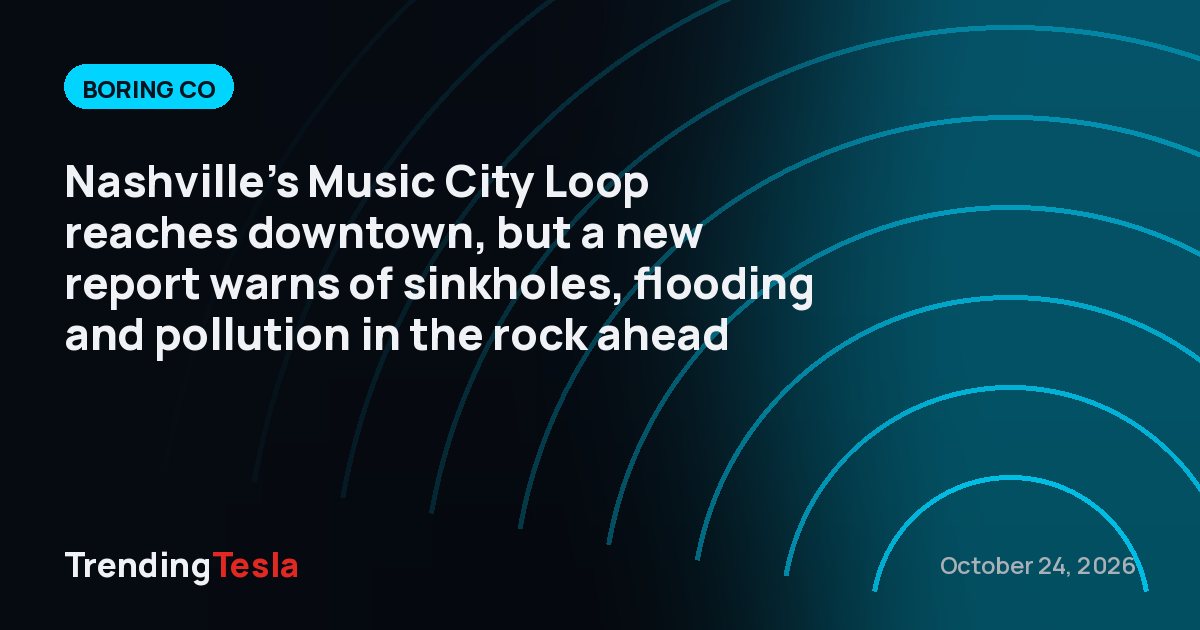 BORING CO
Nashville’s Music City Loop
reaches downtown, but a new
report warns of sinkholes, flooding
and pollution in the rock ahead
TrendingTesla
October 24, 2026